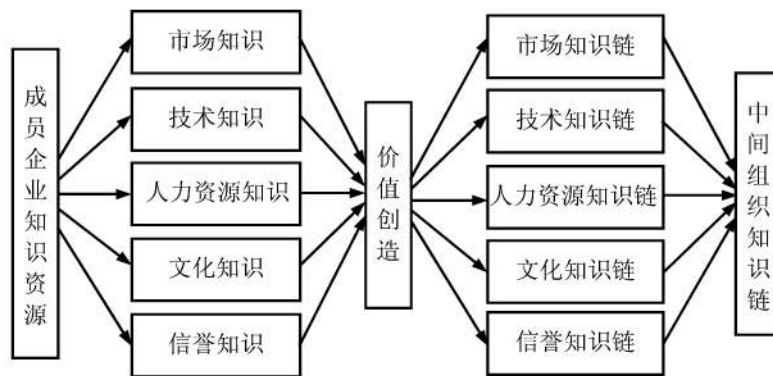 成员企业知识资源
市场知识
技术知识
人力资源知识
文化知识
信誉知识
价值创造
市场知识链
技术知识链
人力资源知识链
文化知识链
信誉知识链
中间组织知识链